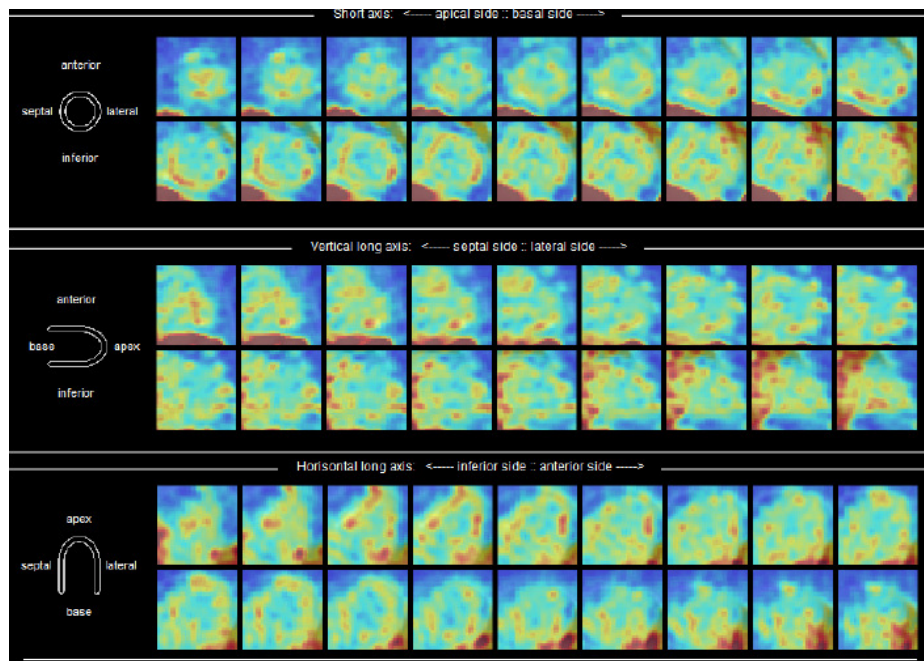 Short axis: <----- apical side :: basal side ----->
anterior
septal lateral
inferior
Vertical long axis: <----- septal side :: lateral side ----->
anterior
base apex
inferior
Horisontal long axis: <----- inferior side :: anterior side ----->
apex
septal lateral
base